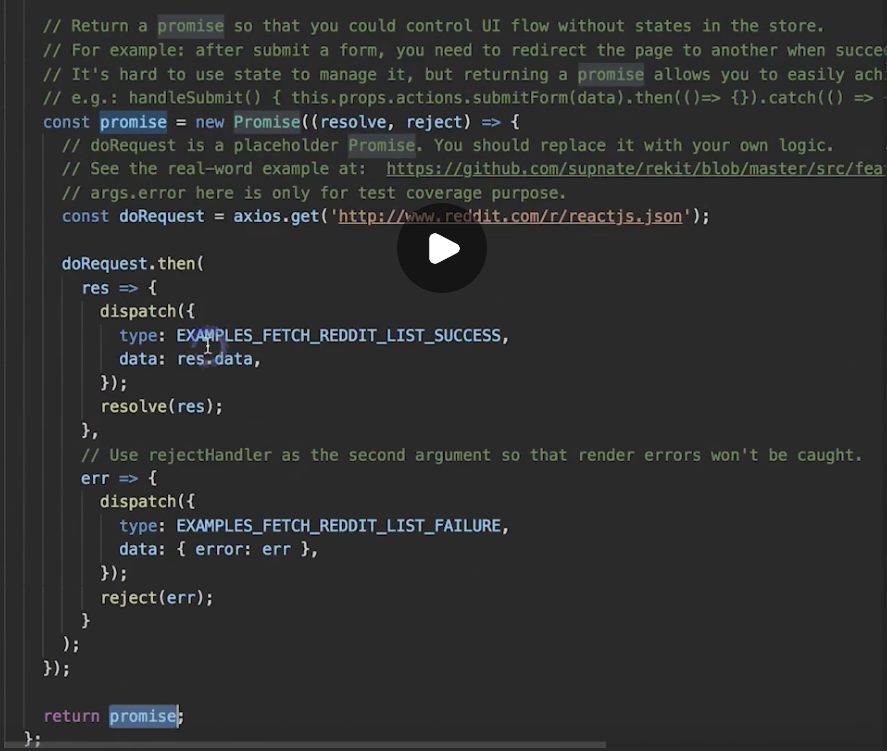 // Return a promise so that you could control UI flow without states in the store.
// For example: after submit a form, you need to redirect the page to another when
// It's hard to use state to manage it, but returning a promise allows you to easily
// e.g.: handleSubmit() { this.props.actions.submitForm(data).then(()=> {}).catch(() =>
const promise = new Promise((resolve, reject) => {
// doRequest is a placeholder Promise. You should replace it with your own logic.
// See the real-word example at: https://github.com/supnate/rekit/blob/master/src/fea
// args.error here is only for test coverage purpose.
const doRequest = axios.get('http://www.reddit.com/r/reactjs.json');
doRequest.then(
res => {
dispatch({
type: EXAMPLES_FETCH_REDDIT_LIST_SUCCESS,
data: res.data,
});
resolve(res);
},
// Use rejectHandler as the second argument so that render errors won't be caught.
err => {
dispatch({
type: EXAMPLES_FETCH_REDDIT_LIST_FAILURE,
data: { error: err },
});
reject(err);
}
);
});
return promise;
};